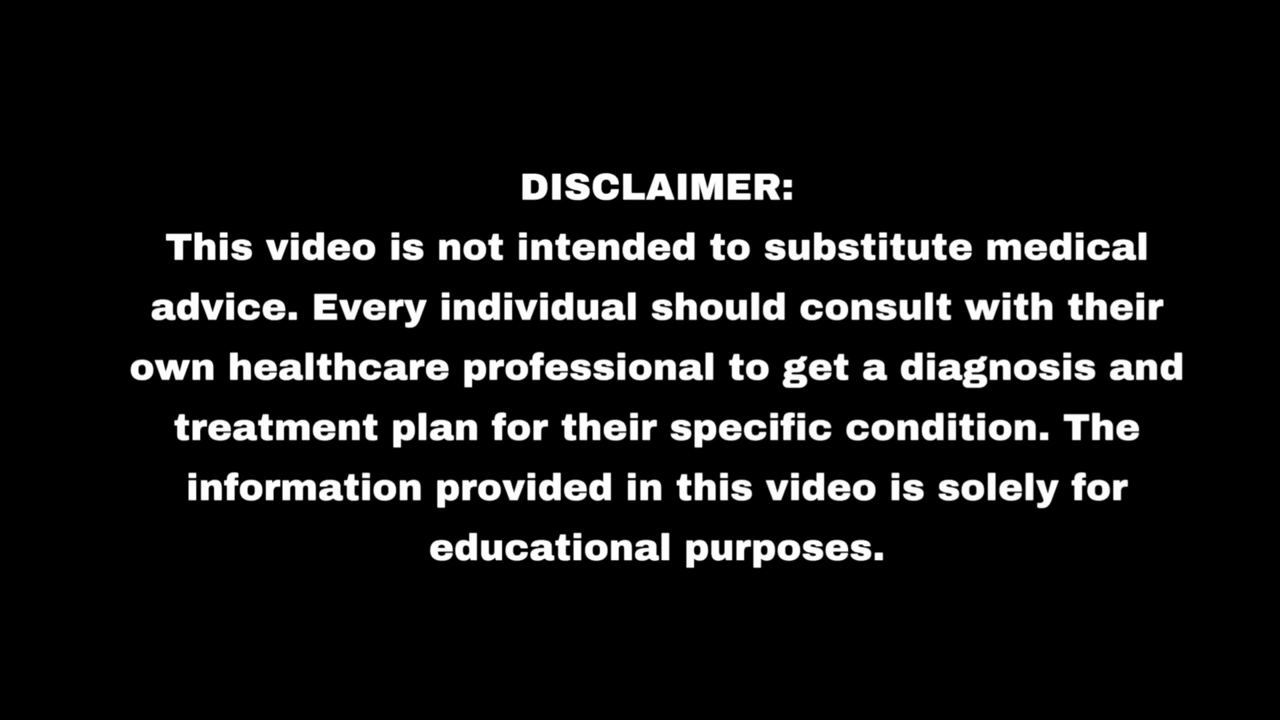 DISCLAIMER:
This video is not intended to substitute medical
advice. Every individual should consult with their
own healthcare professional to get a diagnosis and
treatment plan for their specific condition. The
information provided in this video is solely for
educational purposes.